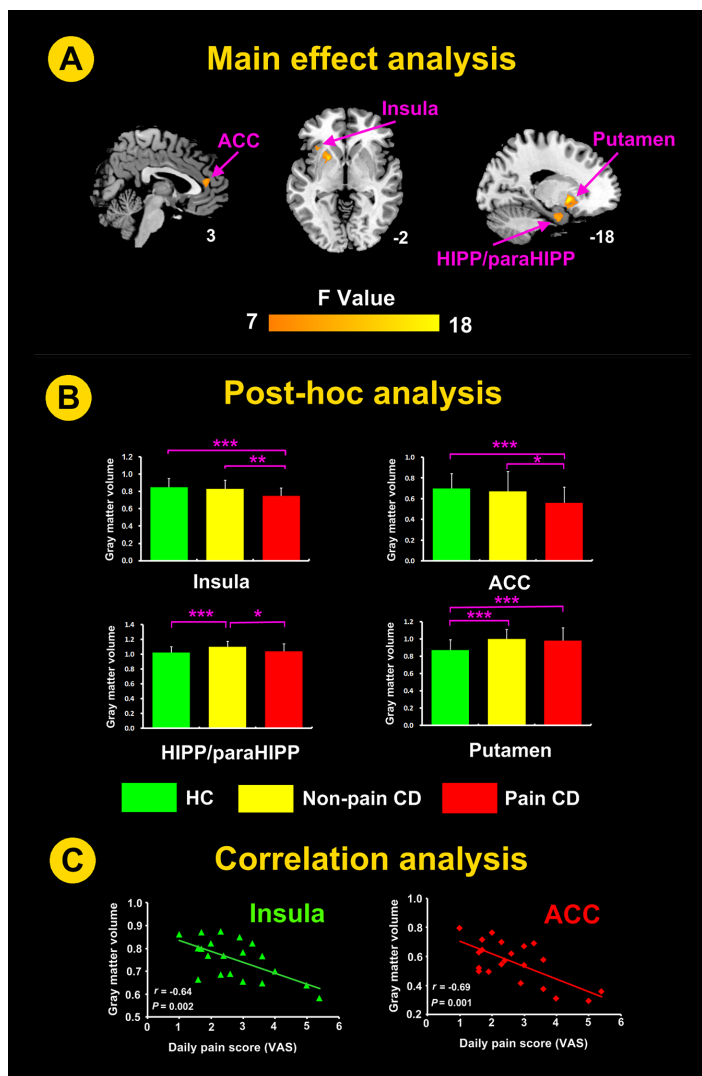 A Main effect analysis
ACC
Insula
Putamen
HIPP/paraHIPP
3
-2
-18
F Value
7
18
B Post-hoc analysis
Gray matter volume
1.2
1.0
0.8
0.6
0.4
0.2
0.0
***
**
Insula
Gray matter volume
1.0
0.8
0.6
0.4
0.2
0.0
***
*
ACC
Gray matter volume
1.4
1.2
1.0
0.8
0.6
0.4
0.2
0.0
***
*
HIPP/paraHIPP
Gray matter volume
1.2
1.0
0.8
0.6
0.4
0.2
0.0
***
***
Putamen
HC
Non-pain CD
Pain CD
C Correlation analysis
Insula
Gray matter volume
1.0
0.9
0.8
0.7
0.6
0.5
r = -0.64
P = 0.002
0 1 2 3 4 5 6
Daily pain score (VAS)
ACC
Gray matter volume
1.0
0.8
0.6
0.4
0.2
r = -0.69
P = 0.001
0 1 2 3 4 5 6
Daily pain score (VAS)